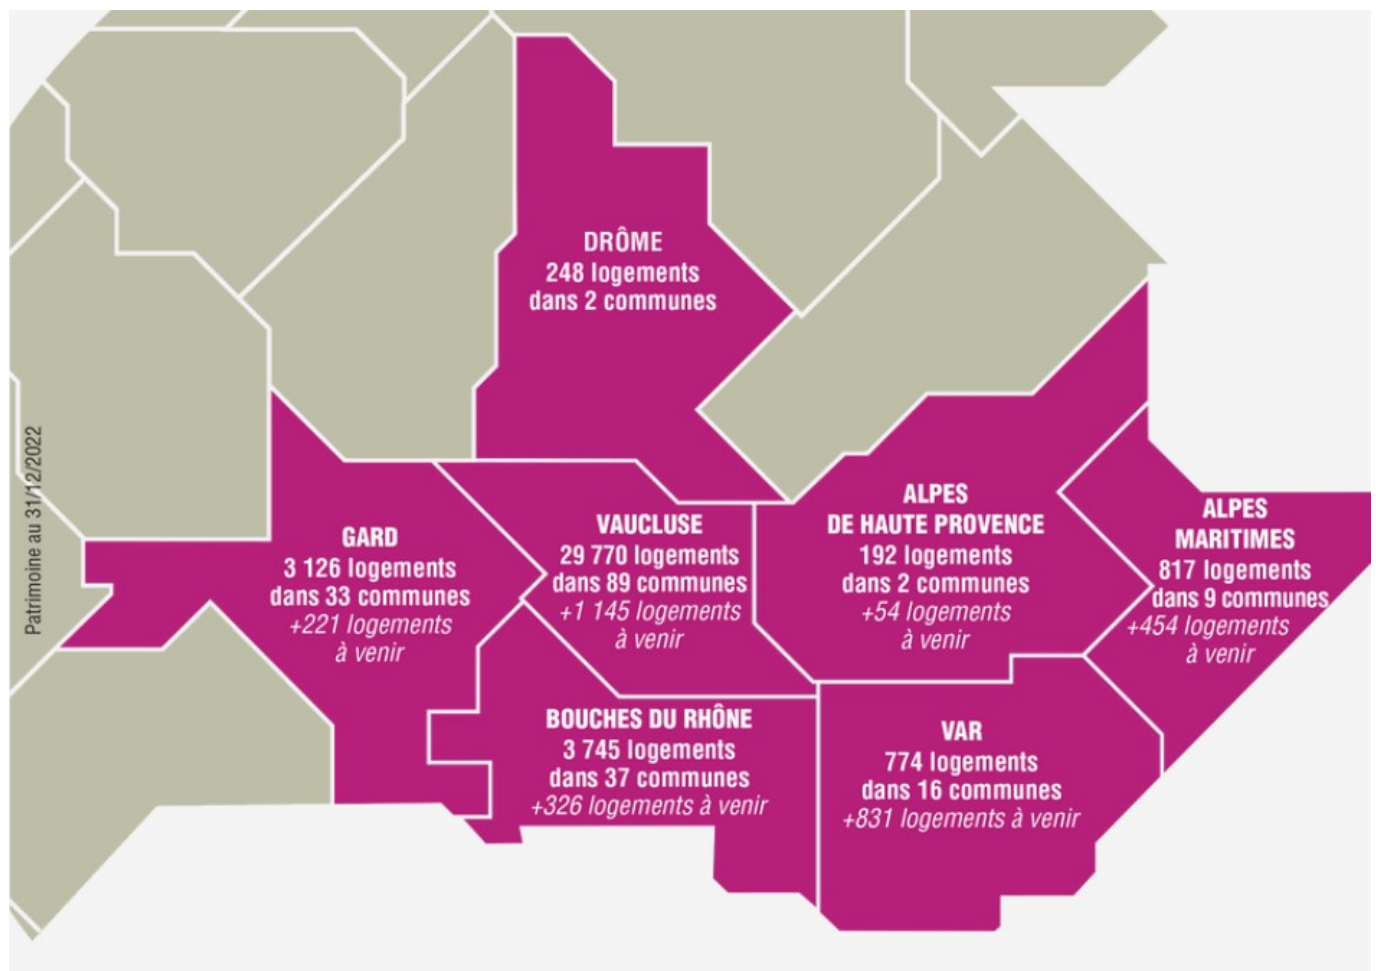 DRÔME
248 logements
dans 2 communes
Patrimoine au 31/12/2022
GARD
3 126 logements
dans 33 communes
+221 logements
à venir
VAUCLUSE
29 770 logements
dans 89 communes
+1 145 logements
à venir
ALPES
DE HAUTE PROVENCE
192 logements
dans 2 communes
+54 logements
à venir
ALPES
MARITIMES
817 logements
dans 9 communes
+454 logements
à venir
BOUCHES DU RHÔNE
3 745 logements
dans 37 communes
+326 logements à venir
VAR
774 logements
dans 16 communes
+831 logements à venir